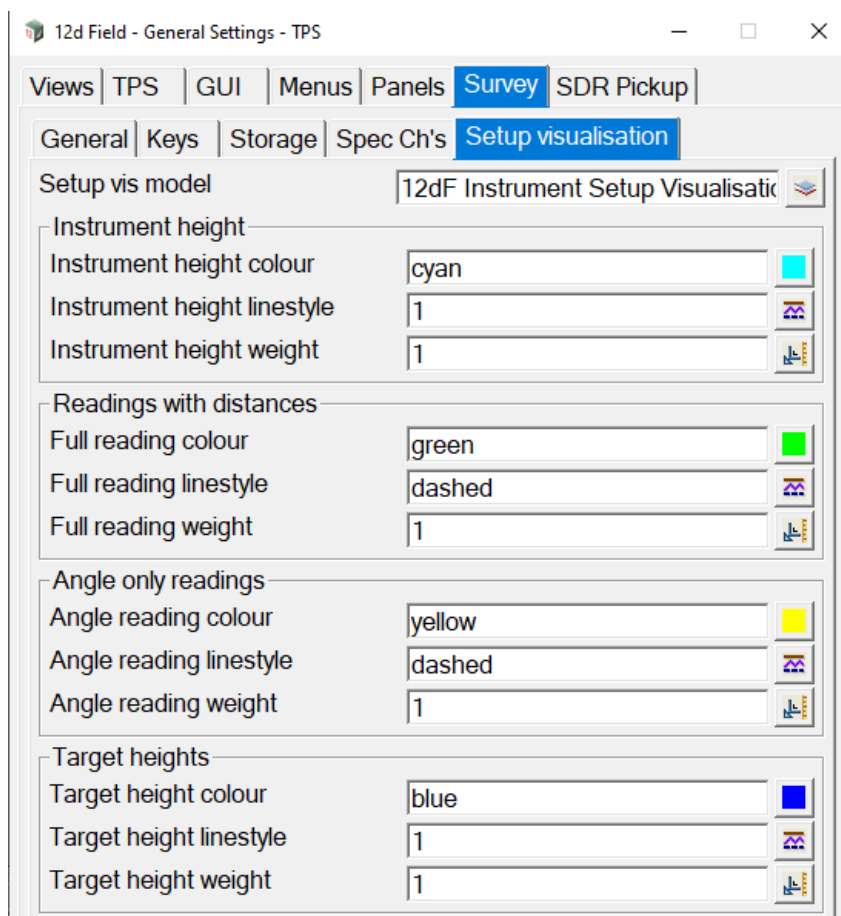 12d Field - General Settings - TPS
Views TPS GUI Menus Panels Survey SDR Pickup
General Keys Storage Spec Ch's Setup visualisation
Setup vis model 12dF Instrument Setup Visualisatic
Instrument height
Instrument height colour cyan
Instrument height linestyle 1
Instrument height weight 1
Readings with distances
Full reading colour green
Full reading linestyle dashed
Full reading weight 1
Angle only readings
Angle reading colour yellow
Angle reading linestyle dashed
Angle reading weight 1
Target heights
Target height colour blue
Target height linestyle 1
Target height weight 1